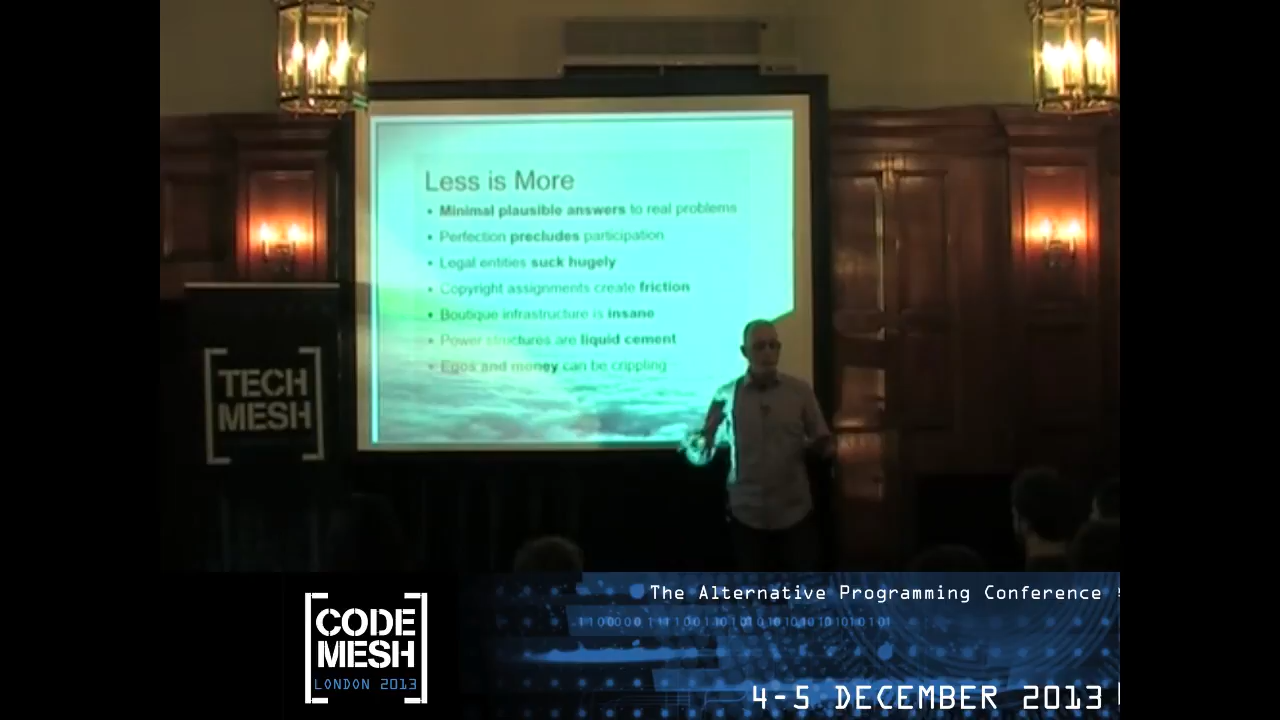 Less is More
• Minimal plausible answers to real problems
• Perfection precludes participation
• Legal entities suck hugely
• Copyright assignments create friction
• Boutique infrastructure is insane
• Power structures are liquid cement
• Egos and money can be crippling
TECH
MESH
The Alternative Programming Conference
CODE
MESH
LONDON 2013
4-5 DECEMBER 2013